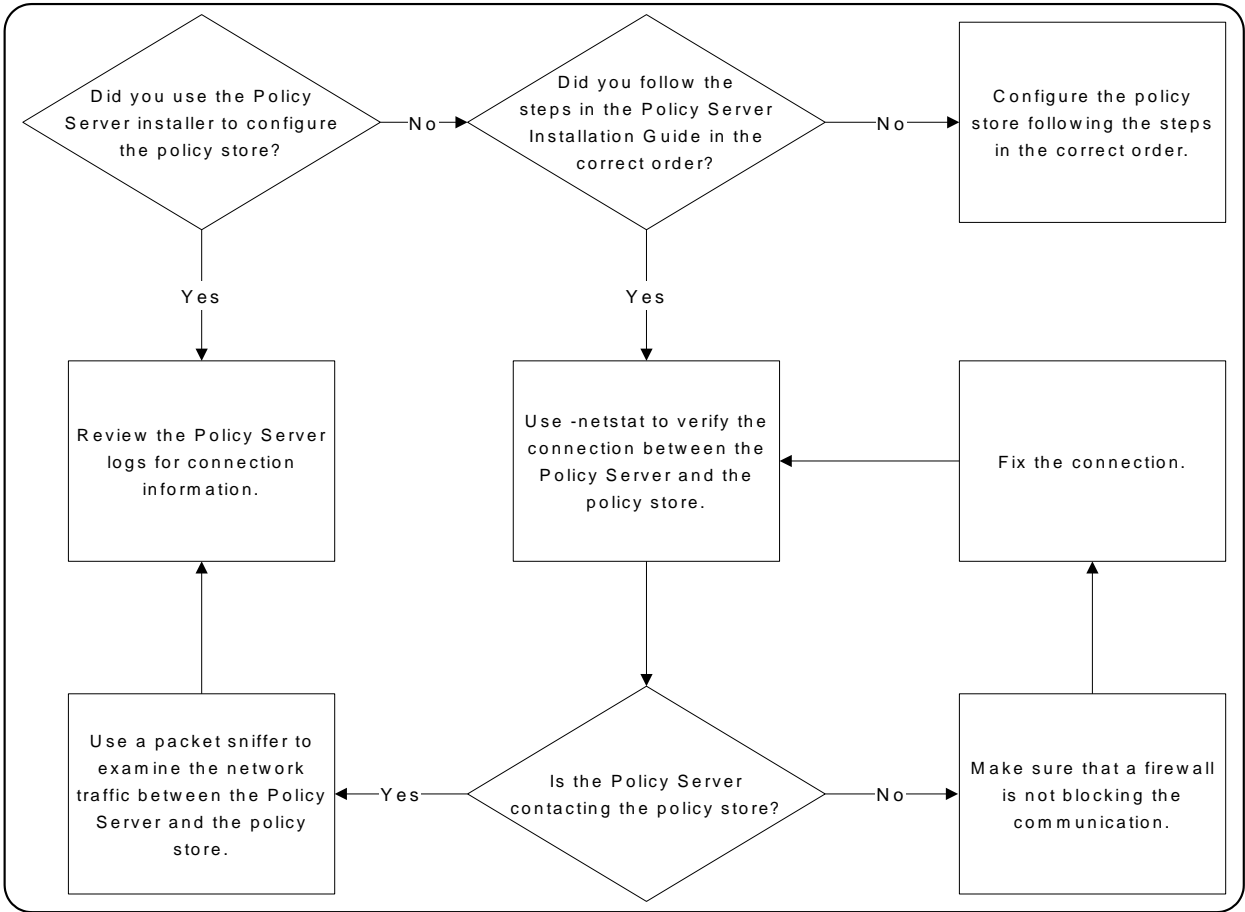 Did you use the Policy
Server installer to configure
the policy store?
No
Did you follow the
steps in the Policy Server
Installation Guide in the
correct order?
No
Configure the policy
store following the steps
in the correct order.
Yes
Yes
Review the Policy Server
logs for connection
information.
Use -netstat to verify the
connection between the
Policy Server and the
policy store.
Fix the connection.
Use a packet sniffer to
examine the network
traffic between the Policy
Server and the policy
store.
Yes
Is the Policy Server
contacting the policy store?
No
Make sure that a firewall
is not blocking the
communication.